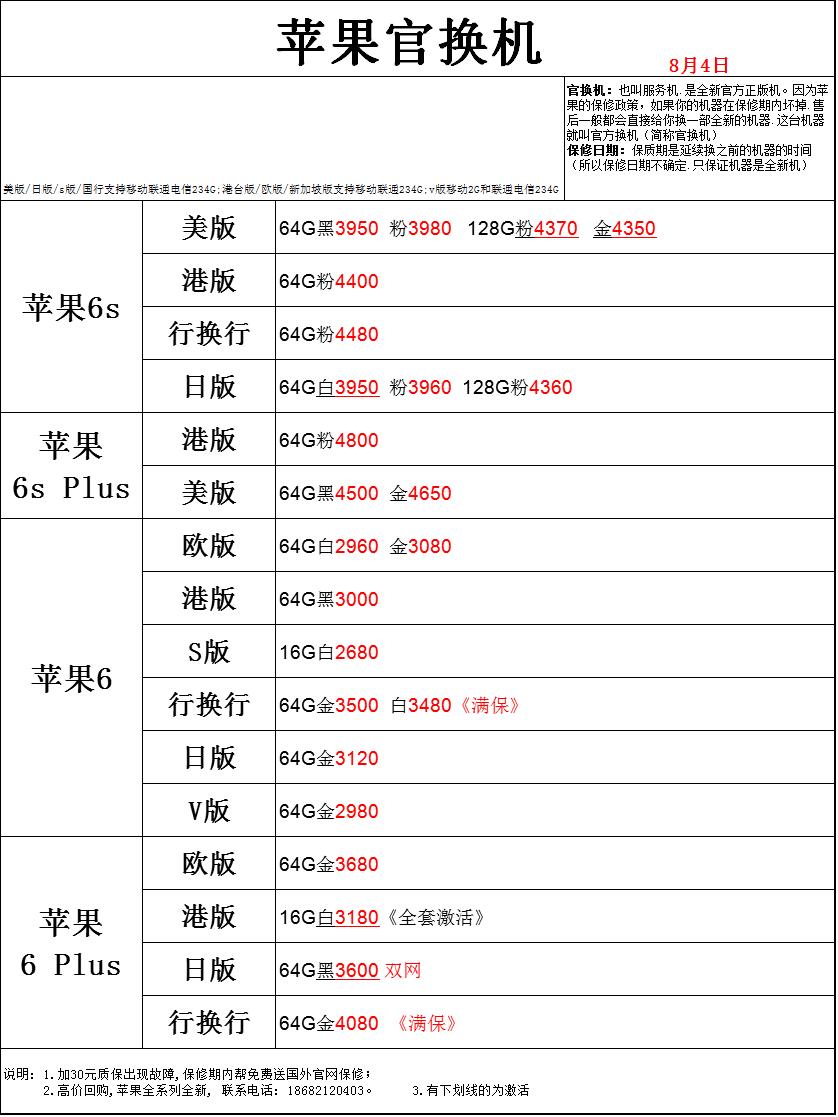 苹果官换机
8月4日
官换机：也叫服务机.是全新官方正版机。因为苹
果的保修政策，如果你的机器在保修期内坏掉.售
后一般都会直接给你换一部全新的机器.这台机器
就叫官方换机（简称官换机）
保修日期：保质期是延续换之前的机器的时间
（所以保修日期不确定.只保证机器是全新机）
美版/日版/s版/国行支持移动联通电信234G;港台版/欧版/新加坡版支持移动联通234G;v版移动2G和联通电信234G
苹果6s
美版 64G黑3950 粉3980 128G粉4370 金4350
港版 64G粉4400
行换行 64G粉4480
日版 64G白3950 粉3960 128G粉4360
苹果
6s Plus
港版 64G粉4800
美版 64G黑4500 金4650
苹果6
欧版 64G白2960 金3080
港版 64G黑3000
S版 16G白2680
行换行 64G金3500 白3480《满保》
日版 64G金3120
V版 64G金2980
苹果
6 Plus
欧版 64G金3680
港版 16G白3180《全套激活》
日版 64G黑3600 双网
行换行 64G金4080 《满保》
说明：1.加30元质保出现故障,保修期内帮免费送国外官网保修；
2.高价回购,苹果全系列全新, 联系电话：18682120403。 3.有下划线的为激活